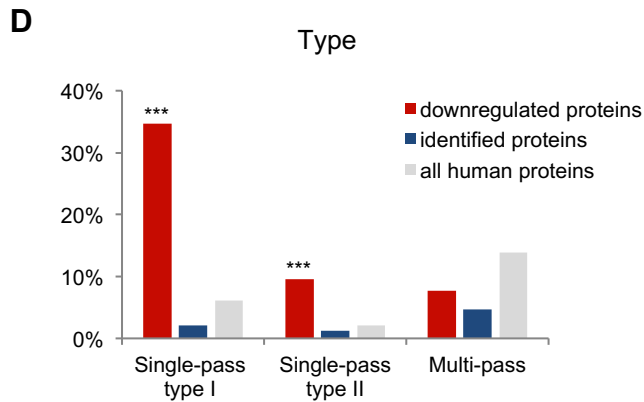 D
Type
40%
30%
20%
10%
0%
***
***
downregulated proteins
identified proteins
all human proteins
Single-pass
type I
Single-pass
type II
Multi-pass